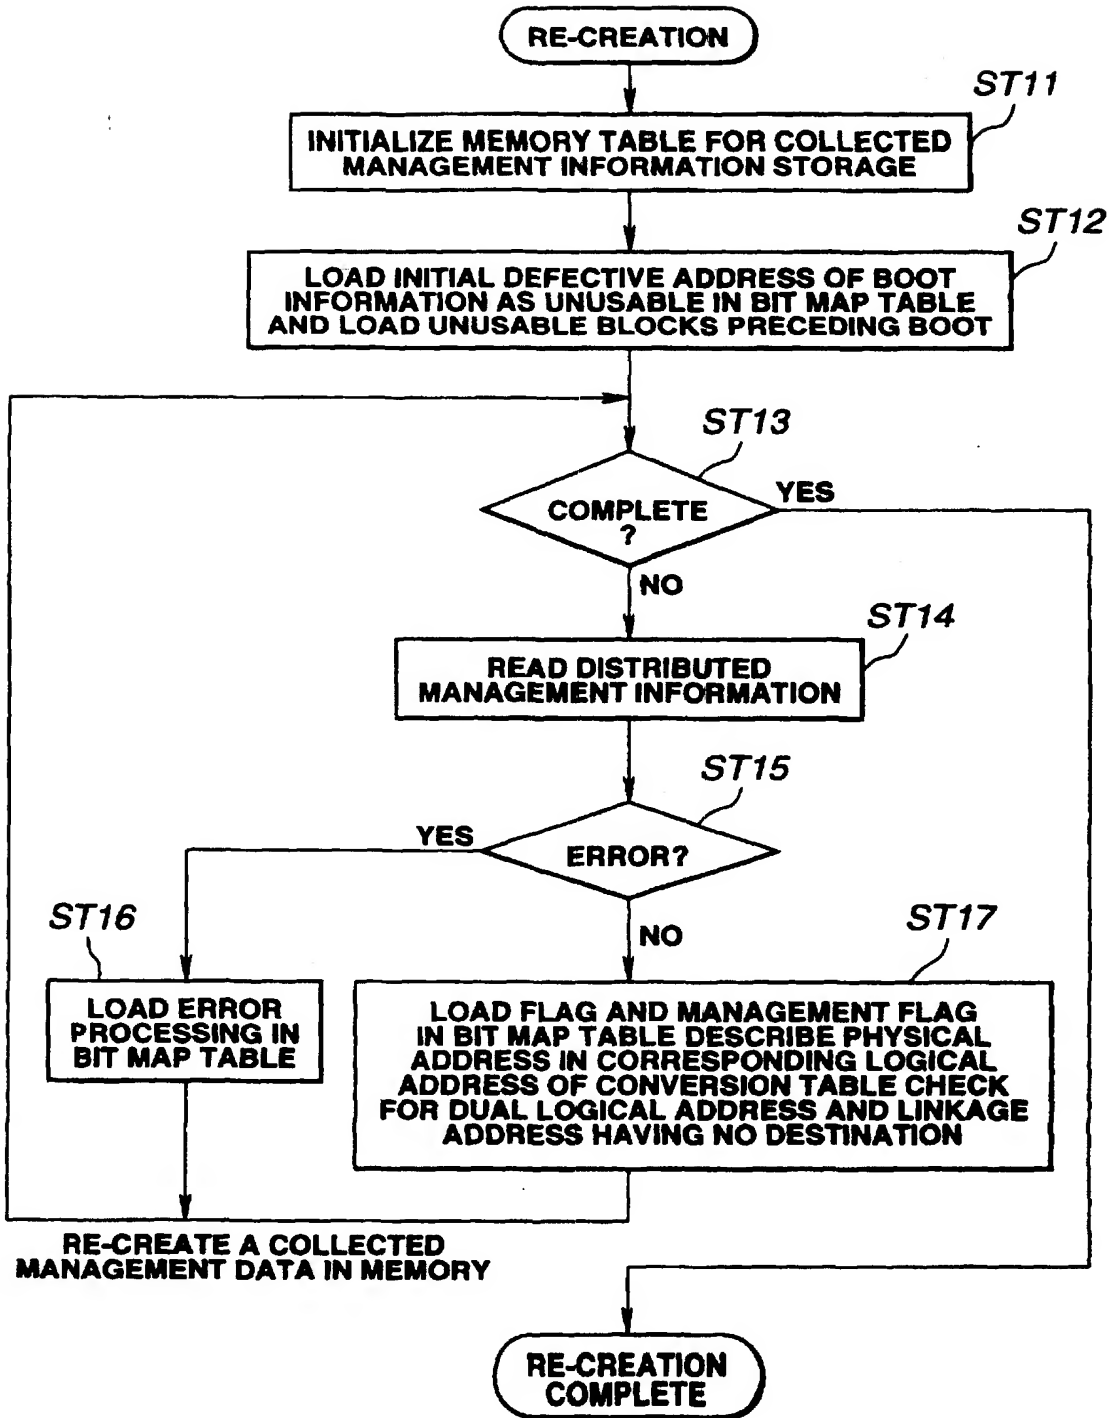 RE-CREATION
ST11
INITIALIZE MEMORY TABLE FOR COLLECTED
MANAGEMENT INFORMATION STORAGE
ST12
LOAD INITIAL DEFECTIVE ADDRESS OF BOOT
INFORMATION AS UNUSABLE IN BIT MAP TABLE
AND LOAD UNUSABLE BLOCKS PRECEDING BOOT
ST13
COMPLETE
?
YES
NO
ST14
READ DISTRIBUTED
MANAGEMENT INFORMATION
ST15
ERROR?
YES
NO
ST16
LOAD ERROR
PROCESSING IN
BIT MAP TABLE
ST17
LOAD FLAG AND MANAGEMENT FLAG
IN BIT MAP TABLE DESCRIBE PHYSICAL
ADDRESS IN CORRESPONDING LOGICAL
ADDRESS OF CONVERSION TABLE CHECK
FOR DUAL LOGICAL ADDRESS AND LINKAGE
ADDRESS HAVING NO DESTINATION
RE-CREATE A COLLECTED
MANAGEMENT DATA IN MEMORY
RE-CREATION
COMPLETE